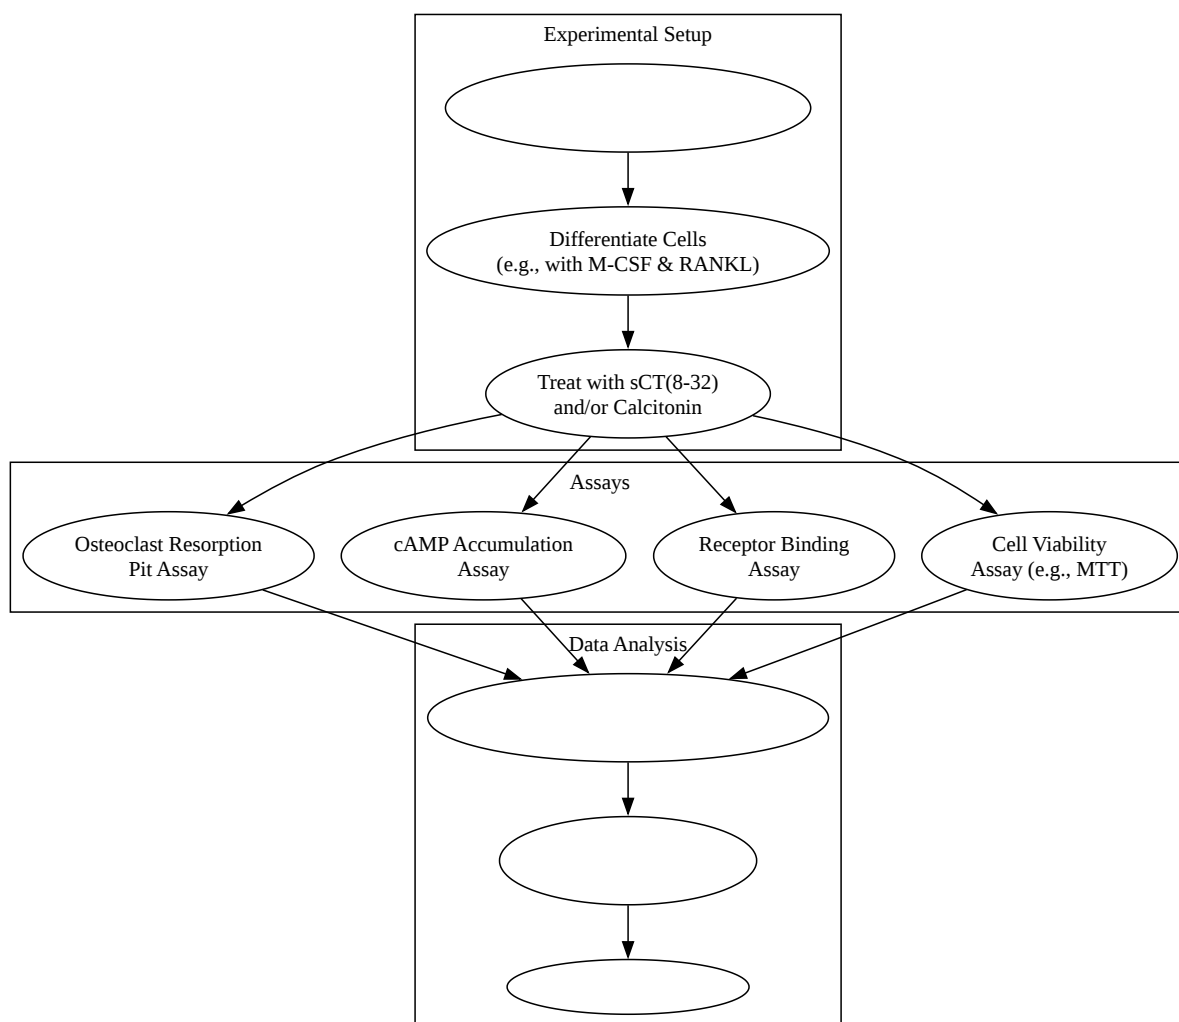 Experimental Setup
Differentiate Cells
(e.g., with M-CSF & RANKL)
Treat with sCT(8-32)
and/or Calcitonin
Assays
Osteoclast Resorption
Pit Assay
cAMP Accumulation
Assay
Receptor Binding
Assay
Cell Viability
Assay (e.g., MTT)
Data Analysis